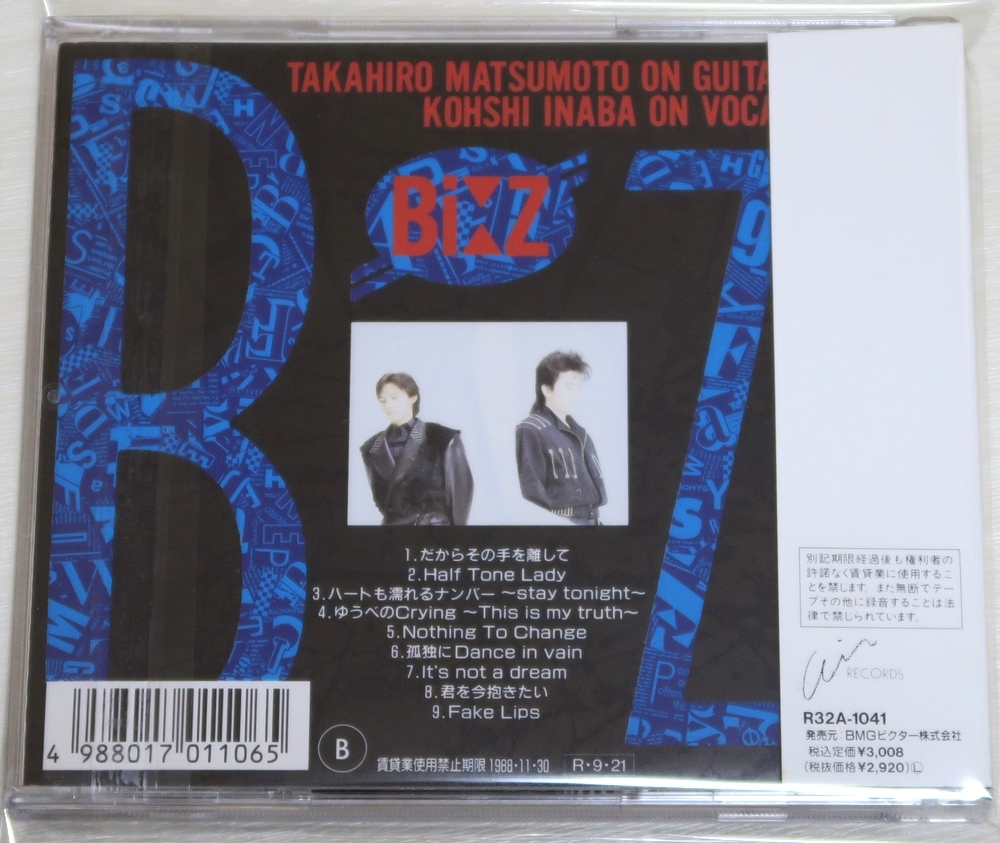 TAKAHIRO MATSUMOTO ON GUITA
KOHSHI INABA ON VOCA
B Z
B'z
1.だからその手を離して
2.Half Tone Lady
3.ハートも濡れるナンバー ～stay tonight～
4.ゆうべのCrying ～This is my truth～
5.Nothing To Change
6.孤独にDance in vain
7.It's not a dream
8.君を今抱きたい
9.Fake Lips
4 988017 011065
B
賃貸業使用禁止期限 1988・11・30
R・9・21
別記期限経過後も権利者の
許諾なく賃貸業に使用するこ
とを禁じます。また無断でテー
プその他に録音することは法
律で禁じられています。
Air RECORDS
R32A-1041
発売元：BMGビクター株式会社
税込定価¥3,008
(税抜価格¥2,920)Ⓛ